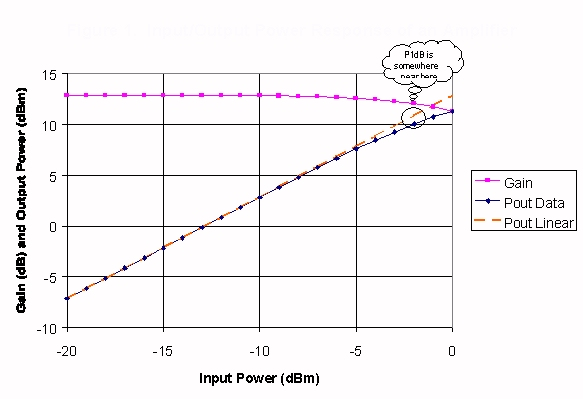 P1dB is
somewhere
near here
15
10
5
0
-5
-10
-20
-15
-10
-5
0
Gain (dB) and Output Power (dBm)
Input Power (dBm)
Gain
Pout Data
Pout Linear